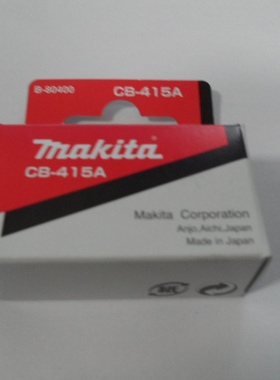 B-80400 CB-415A
makita
CB-415A
Makita Corporation
Anjo,Aichi,Japan
Made in Japan